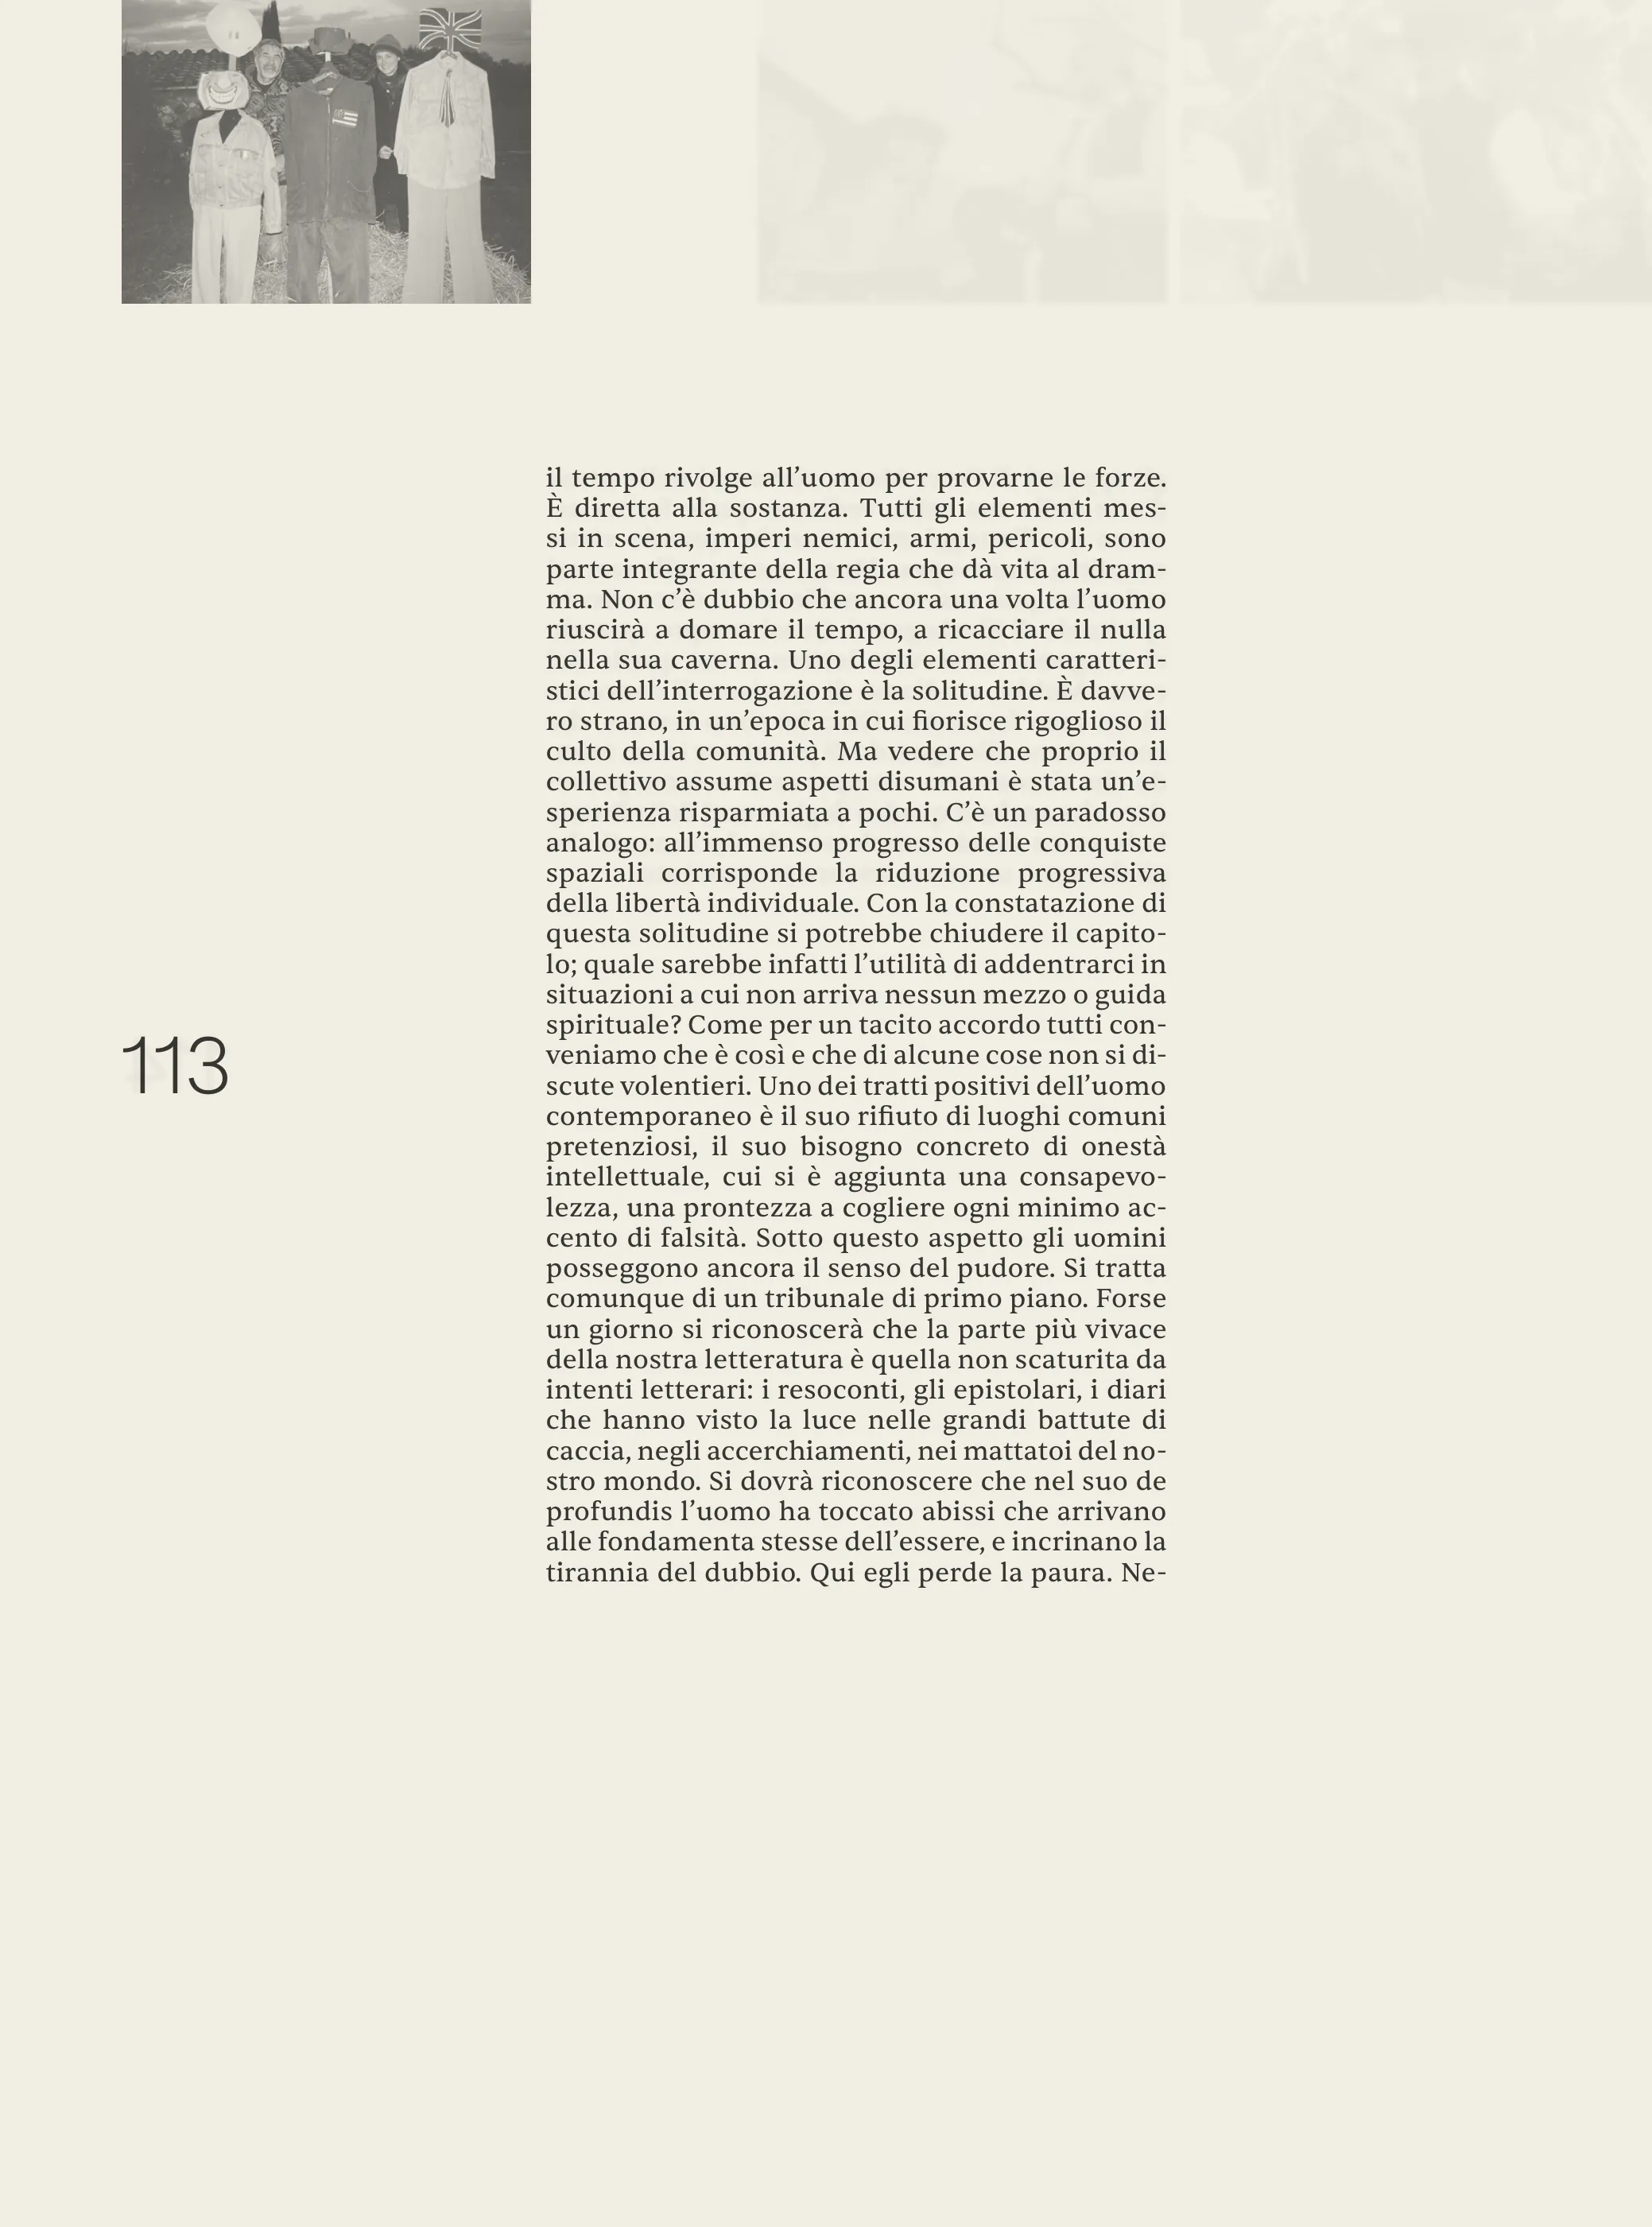 il tempo rivolge all’uomo per provarne le forze.
È diretta alla sostanza. Tutti gli elementi mes-
si in scena, imperi nemici, armi, pericoli, sono
parte integrante della regia che dà vita al dram-
ma. Non c’è dubbio che ancora una volta l’uomo
riuscirà a domare il tempo, a ricacciare il nulla
nella sua caverna. Uno degli elementi caratteri-
stici dell’interrogazione è la solitudine. È davve-
ro strano, in un’epoca in cui fiorisce rigoglioso il
culto della comunità. Ma vedere che proprio il
collettivo assume aspetti disumani è stata un’e-
sperienza risparmiata a pochi. C’è un paradosso
analogo: all’immenso progresso delle conquiste
spaziali corrisponde la riduzione progressiva
della libertà individuale. Con la constatazione di
questa solitudine si potrebbe chiudere il capito-
lo; quale sarebbe infatti l’utilità di addentrarci in
situazioni a cui non arriva nessun mezzo o guida
spirituale? Come per un tacito accordo tutti con-
veniamo che è così e che di alcune cose non si di-
scute volentieri. Uno dei tratti positivi dell’uomo
contemporaneo è il suo rifiuto di luoghi comuni
pretenziosi, il suo bisogno concreto di onestà
intellettuale, cui si è aggiunta una consapevo-
lezza, una prontezza a cogliere ogni minimo ac-
cento di falsità. Sotto questo aspetto gli uomini
posseggono ancora il senso del pudore. Si tratta
comunque di un tribunale di primo piano. Forse
un giorno si riconoscerà che la parte più vivace
della nostra letteratura è quella non scaturita da
intenti letterari: i resoconti, gli epistolari, i diari
che hanno visto la luce nelle grandi battute di
caccia, negli accerchiamenti, nei mattatoi del no-
stro mondo. Si dovrà riconoscere che nel suo de
profundis l’uomo ha toccato abissi che arrivano
alle fondamenta stesse dell’essere, e incrinano la
tirannia del dubbio. Qui egli perde la paura. Ne-
113